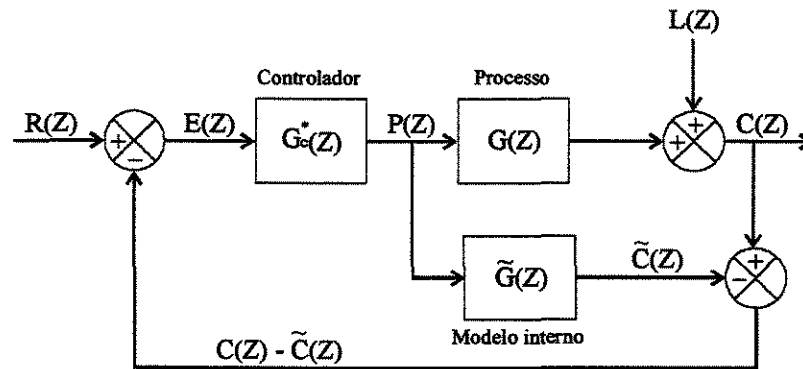 L(Z)
Controlador
Processo
R(Z)
+
−
E(Z)
G*c(Z)
P(Z)
G(Z)
+
+
C(Z)
G̃(Z)
C̃(Z)
+
−
Modelo interno
C(Z) - C̃(Z)